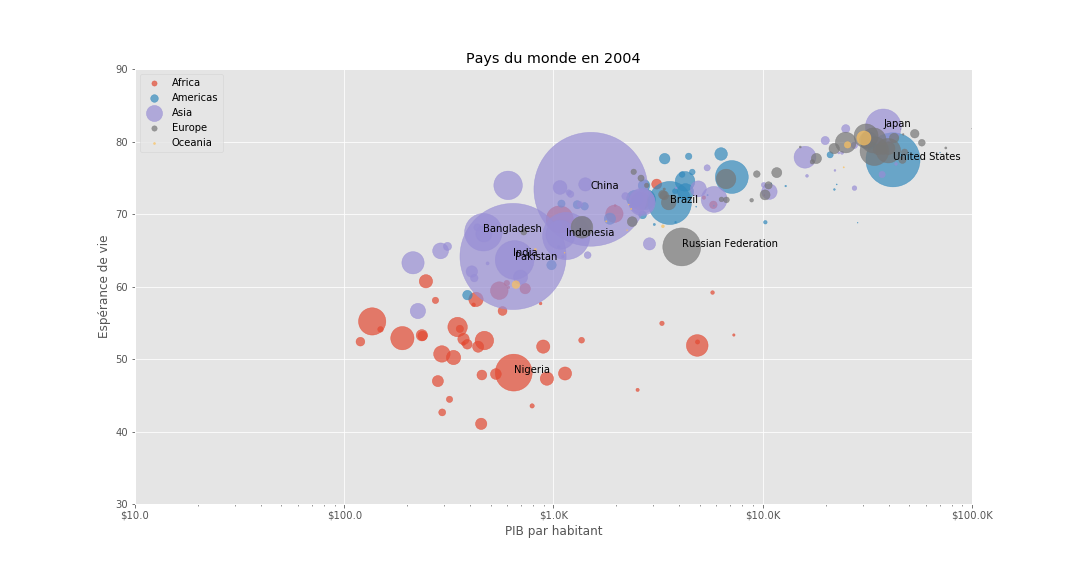 Pays du monde en 2004
90
80
70
60
50
40
30
Espérance de vie
Africa
Americas
Asia
Europe
Oceania
Japan
United States
China
Brazil
Bangladesh
Indonesia
Russian Federation
India
Pakistan
Nigeria
$10.0
$100.0
$1.0K
$10.0K
$100.0K
PIB par habitant